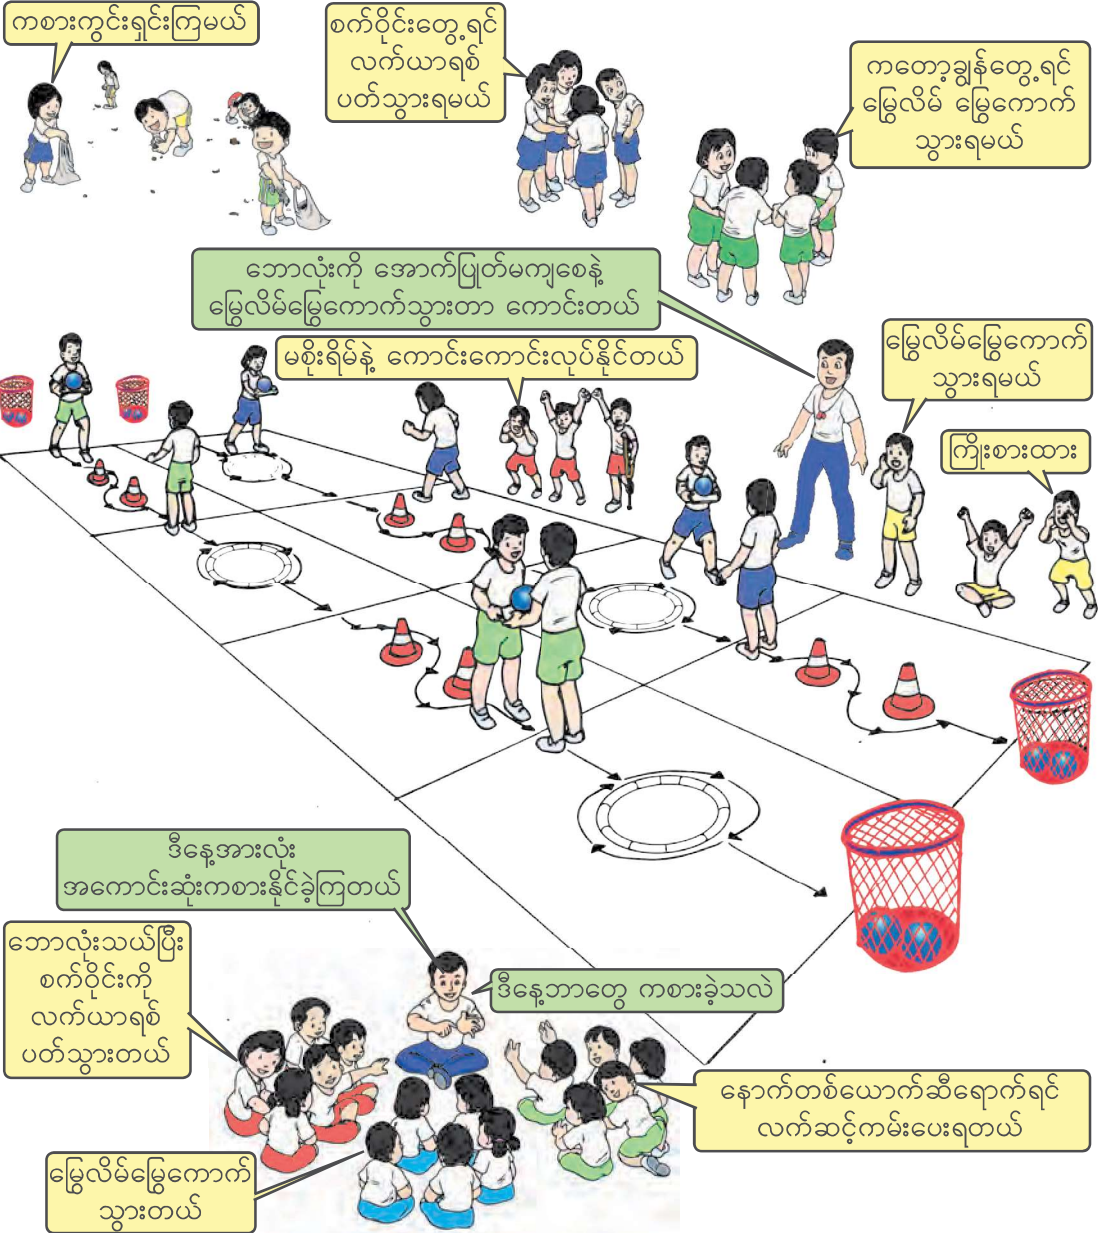 ကစားကွင်းရှင်းကြမယ်
စက်ဝိုင်းတွေ့ရင်
လက်ယာရစ်
ပတ်သွားရမယ်
ကတော့ချွန်တွေ့ရင်
မြွေလိမ် မြွေကောက်
သွားရမယ်
ဘောလုံးကို အောက်ပြုတ်မကျစေနဲ့
မြွေလိမ်မြွေကောက်သွားတာ ကောင်းတယ်
မစိုးရိမ်နဲ့ ကောင်းကောင်းလုပ်နိုင်တယ်
မြွေလိမ်မြွေကောက်
သွားရမယ်
ကြိုးစားထား
ဒီနေ့အားလုံး
အကောင်းဆုံးကစားနိုင်ခဲ့ကြတယ်
ဘောလုံးသယ်ပြီး
စက်ဝိုင်းကို
လက်ယာရစ်
ပတ်သွားတယ်
ဒီနေ့ဘာတွေ ကစားခဲ့သလဲ
နောက်တစ်ယောက်ဆီရောက်ရင်
လက်ဆင့်ကမ်းပေးရတယ်
မြွေလိမ်မြွေကောက်
သွားတယ်